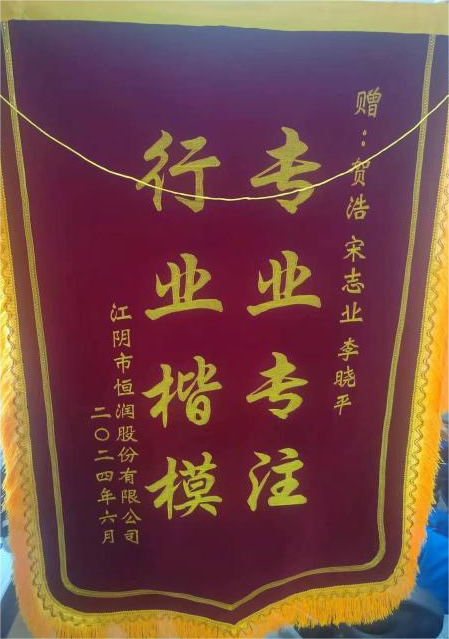 赠：贺浩 宋志业 李晓平
专业专注
行业楷模
江阴市恒润股份有限公司
二〇二四年六月